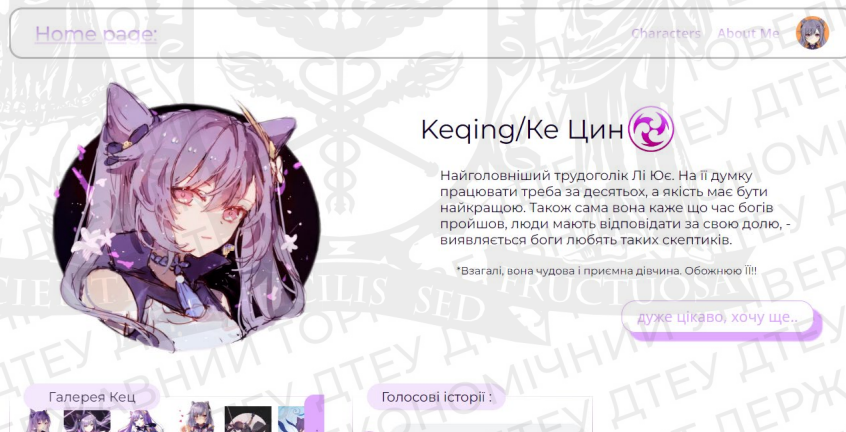 Home page:
Characters About Me
Keqing/Ке Цин
Найголовніший трудоголік Лі Юе. На її думку
працювати треба за десятьох, а якість має бути
найкращою. Також сама вона каже що час богів
пройшов, люди мають відповідати за свою долю, -
виявляється боги люблять таких скептиків.
*Взагалі, вона чудова і приємна дівчина. Обожнюю Її!!
дуже цікаво, хочу ще..
Галерея Кец
Голосові історії :
SED
FRUCTUOSA
ДТЕУ